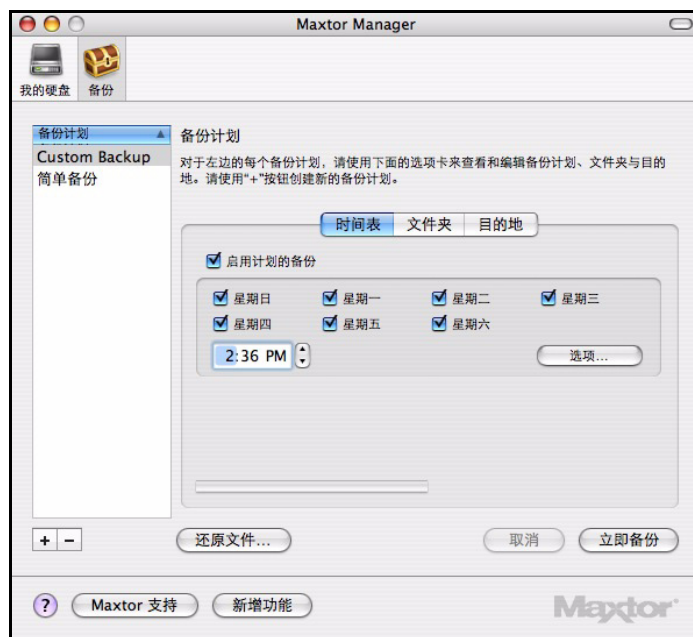 Maxtor Manager
我的硬盘
备份
备份计划
Custom Backup
简单备份
备份计划
对于左边的每个备份计划，请使用下面的选项卡来查看和编辑备份计划、文件夹与目的
地。请使用“+”按钮创建新的备份计划。
时间表 文件夹 目的地
启用计划的备份
星期日 星期一 星期二 星期三
星期四 星期五 星期六
2:36 PM
选项...
+ −
还原文件...
取消
立即备份
? Maxtor 支持 新增功能
Maxtor